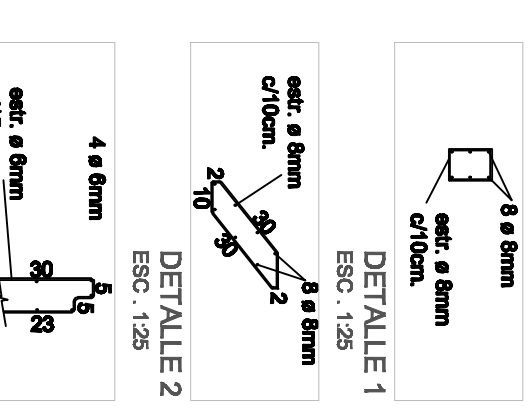 8 ø 8mm
estr. ø 8mm
c/10cm.
DETALLE 1
ESC . 1:25
estr. ø 8mm
c/10cm.
2
10
30
30
2
8 ø 8mm
DETALLE 2
ESC . 1:25
4 ø 6mm
estr. ø 6mm
30
5
5
23